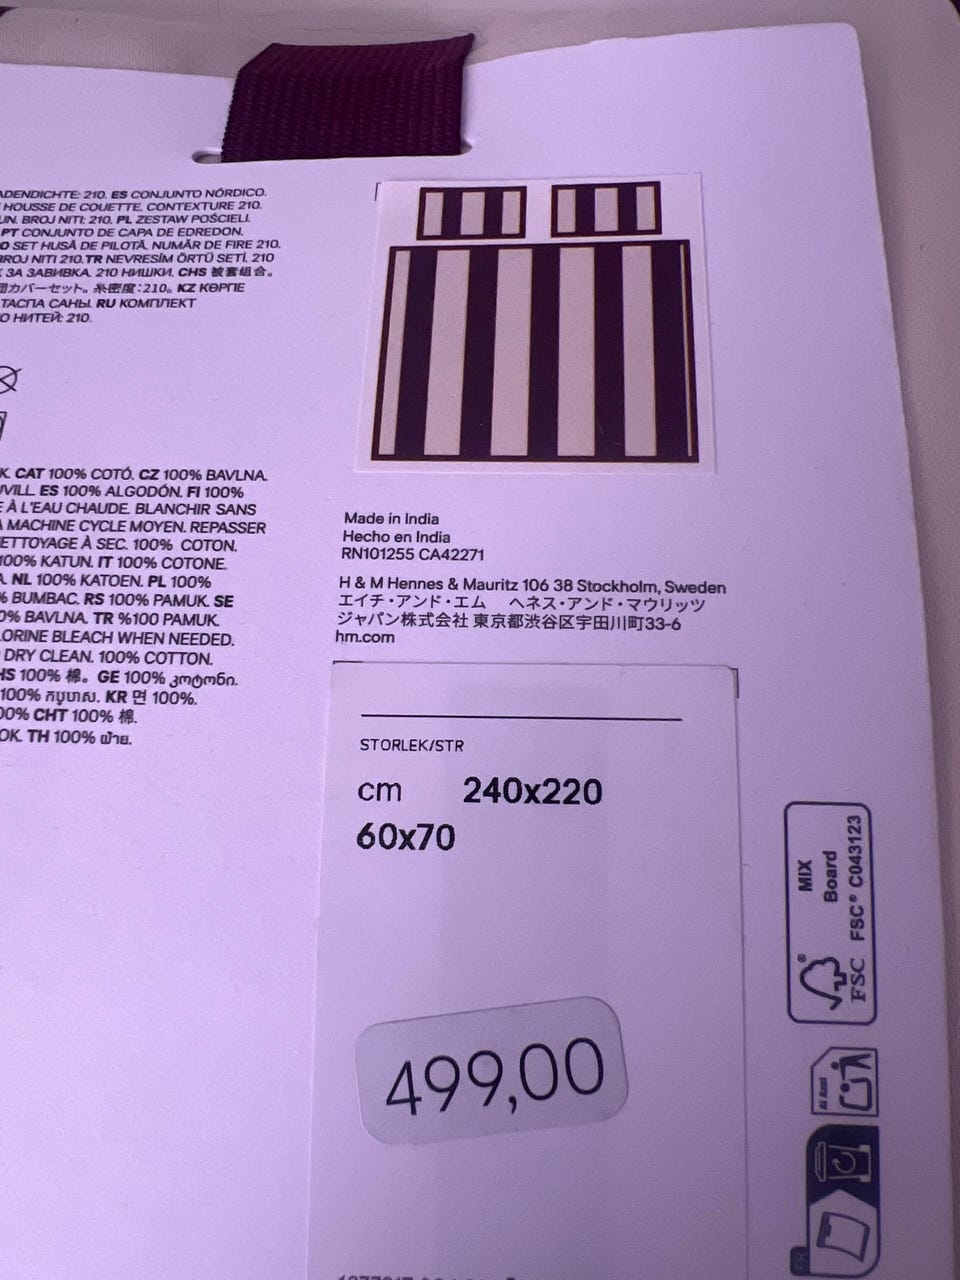 210. ES CONJUNTO NÓRDICO.
HOUSSE DE COUETTE, CONTEXTURE 210.
BROJ NITI: 210. PL ZESTAW POŚCIELI.
PT CONJUNTO DE CAPA DE EDREDON.
SET HUSĂ DE PILOTĂ. NUMĂR DE FIRE 210.
BROJ NITI 210.TR NEVRESİM ÖRTÜ SETİ. 210
ЗА ЗАВИВКА. 210 НИШКИ. CHS 被套组合。
カバーセット。糸密度:210。KZ КӨРПЕ
ТАСПА САНЫ. RU КОМПЛЕКТ
НИТЕЙ: 210.
CAT 100% COTÓ. CZ 100% BAVLNA.
ES 100% ALGODÓN. FI 100%
À L'EAU CHAUDE. BLANCHIR SANS
MACHINE CYCLE MOYEN. REPASSER
À SEC. 100% COTON.
100% KATUN. IT 100% COTONE.
NL 100% KATOEN. PL 100%
BUMBAC. RS 100% PAMUK. SE
BAVLNA. TR %100 PAMUK.
BLEACH WHEN NEEDED.
DRY CLEAN. 100% COTTON.
100% 棉。GE 100% ბოტონი.
100% KR 면 100%.
CHT 100% 棉.
TH 100% ฝ้าย.
Made in India
Hecho en India
RN101255 CA42271
H & M Hennes & Mauritz 106 38 Stockholm, Sweden
エイチ・アンド・エム ヘネス・アンド・マウリッツ
ジャパン株式会社 東京都渋谷区宇田川町33-6
hm.com
STORLEK/STR
cm 240x220
60x70
499,00
MIX
Board
FSC® C043123
FSC
FR